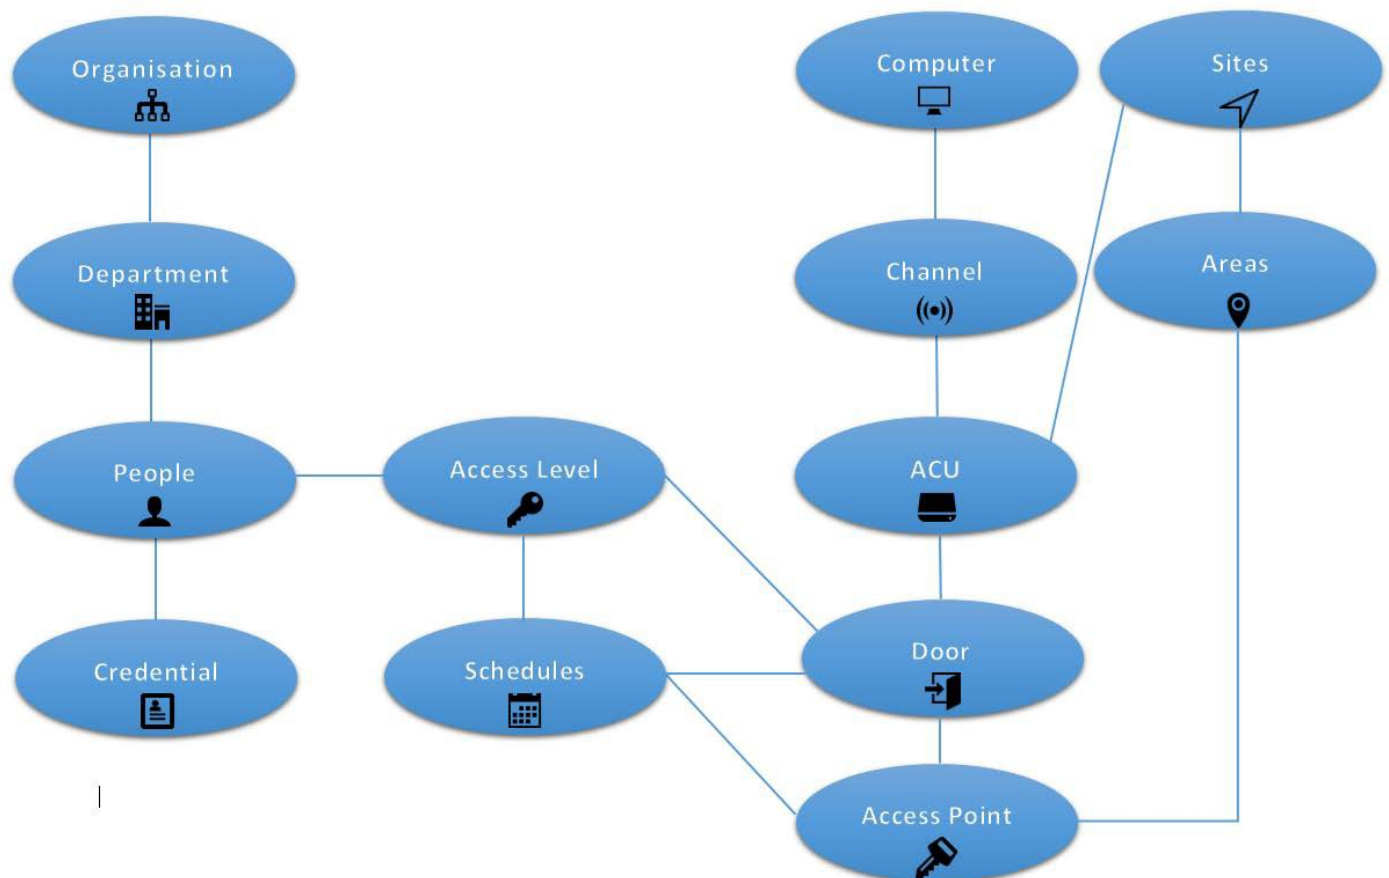 Organisation
Computer
Sites
Department
Channel
Areas
People
Access Level
ACU
Credential
Schedules
Door
Access Point